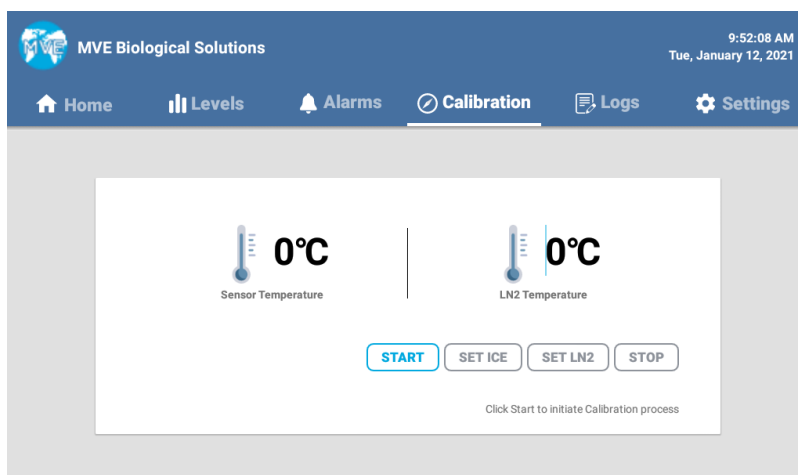 MVE
MVE Biological Solutions
9:52:08 AM
Tue, January 12, 2021
Home
Levels
Alarms
Calibration
Logs
Settings
0°C
0°C
Sensor Temperature
LN2 Temperature
START
SET ICE
SET LN2
STOP
Click Start to initiate Calibration process